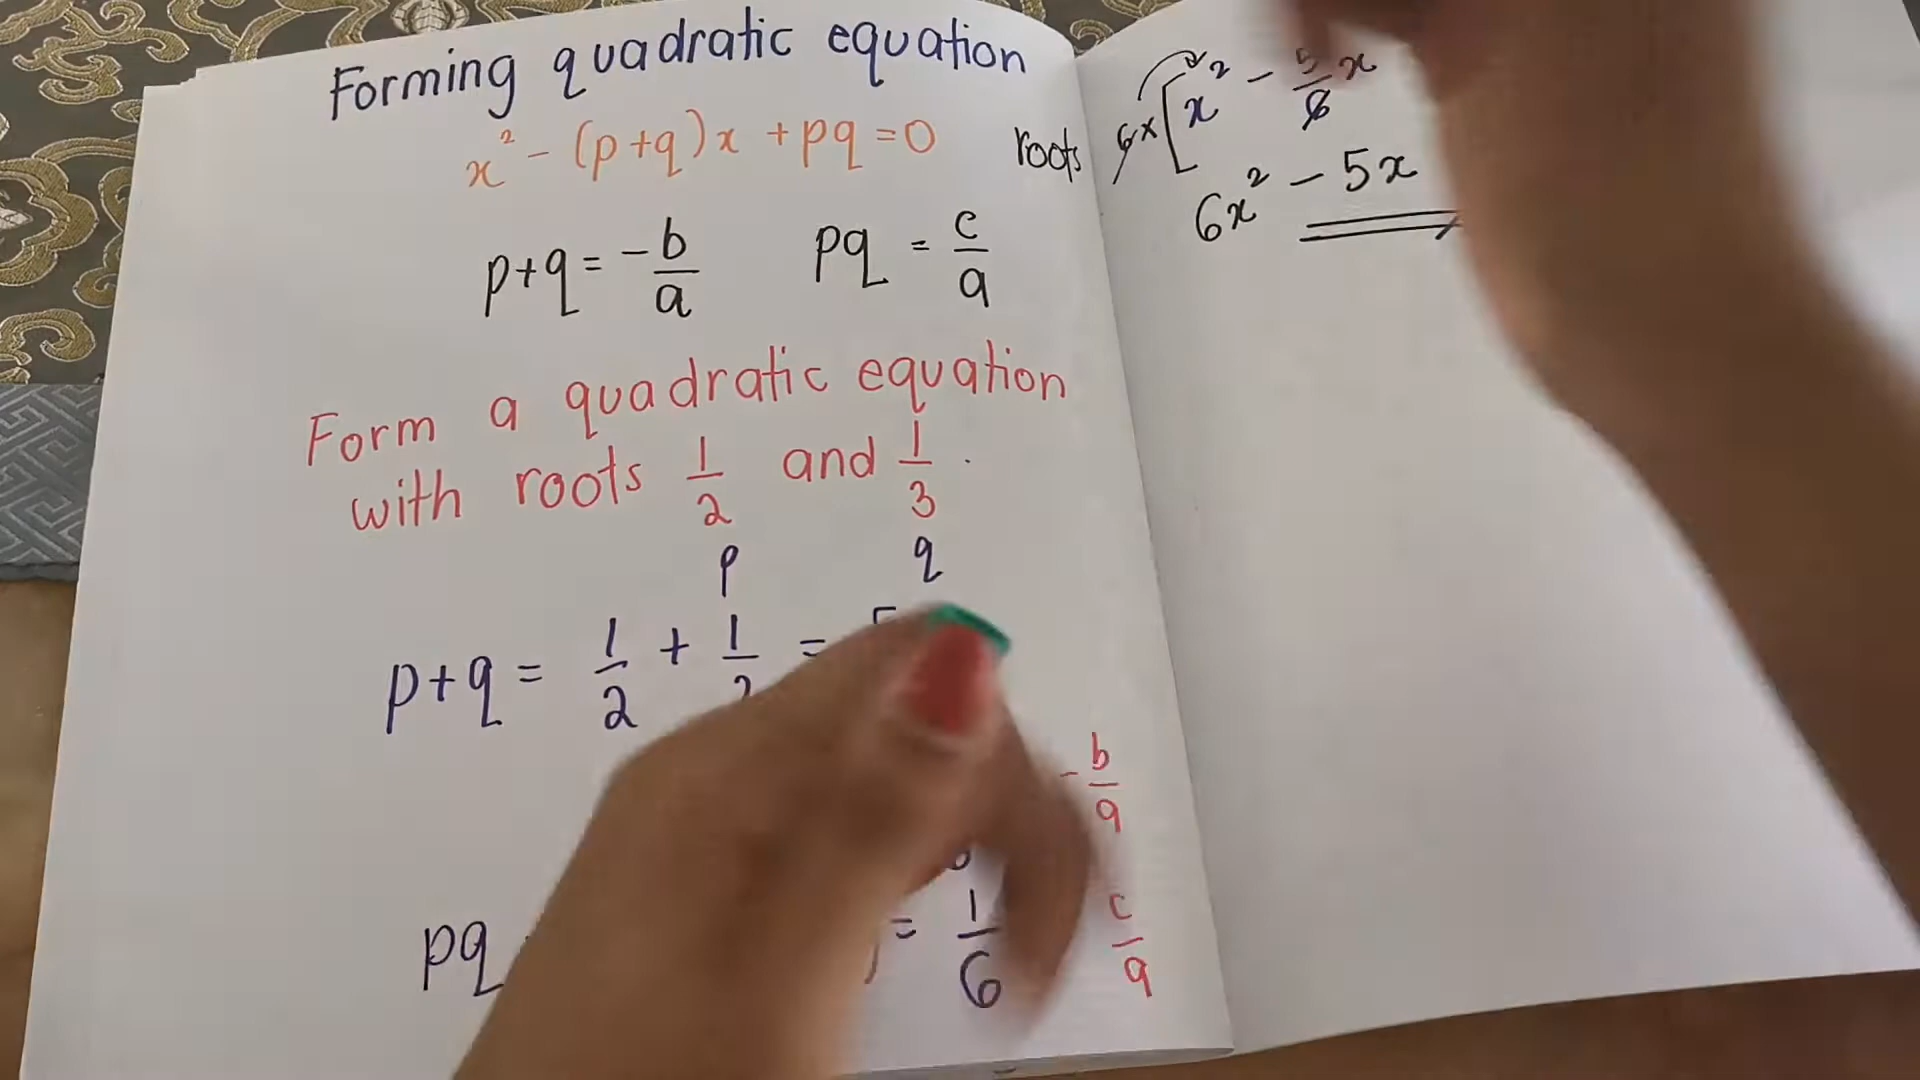 Forming quadratic equation
x² - (p+q)x + pq = 0 roots
p+q = -b/a pq = c/a
Form a quadratic equation
with roots 1/2 and 1/3 .
p q
p+q = 1/2 + 1/ =
-b/a
pq = 1/6 c/a
6x [x² - 5/6 x
6x² - 5x